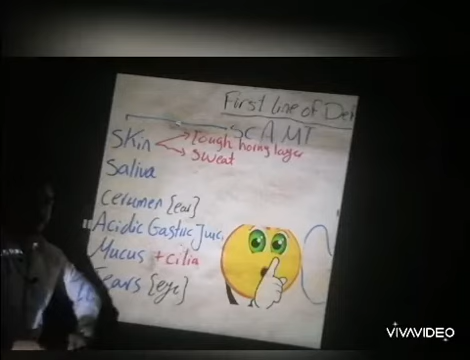 First line of De
SCAMT
Skin
Tough horny layer
Sweat
Saliva
Cerumen {ear}
Acidic Gastric Juic
Mucus + cilia
Tears {eye}
VIVAVIDEO